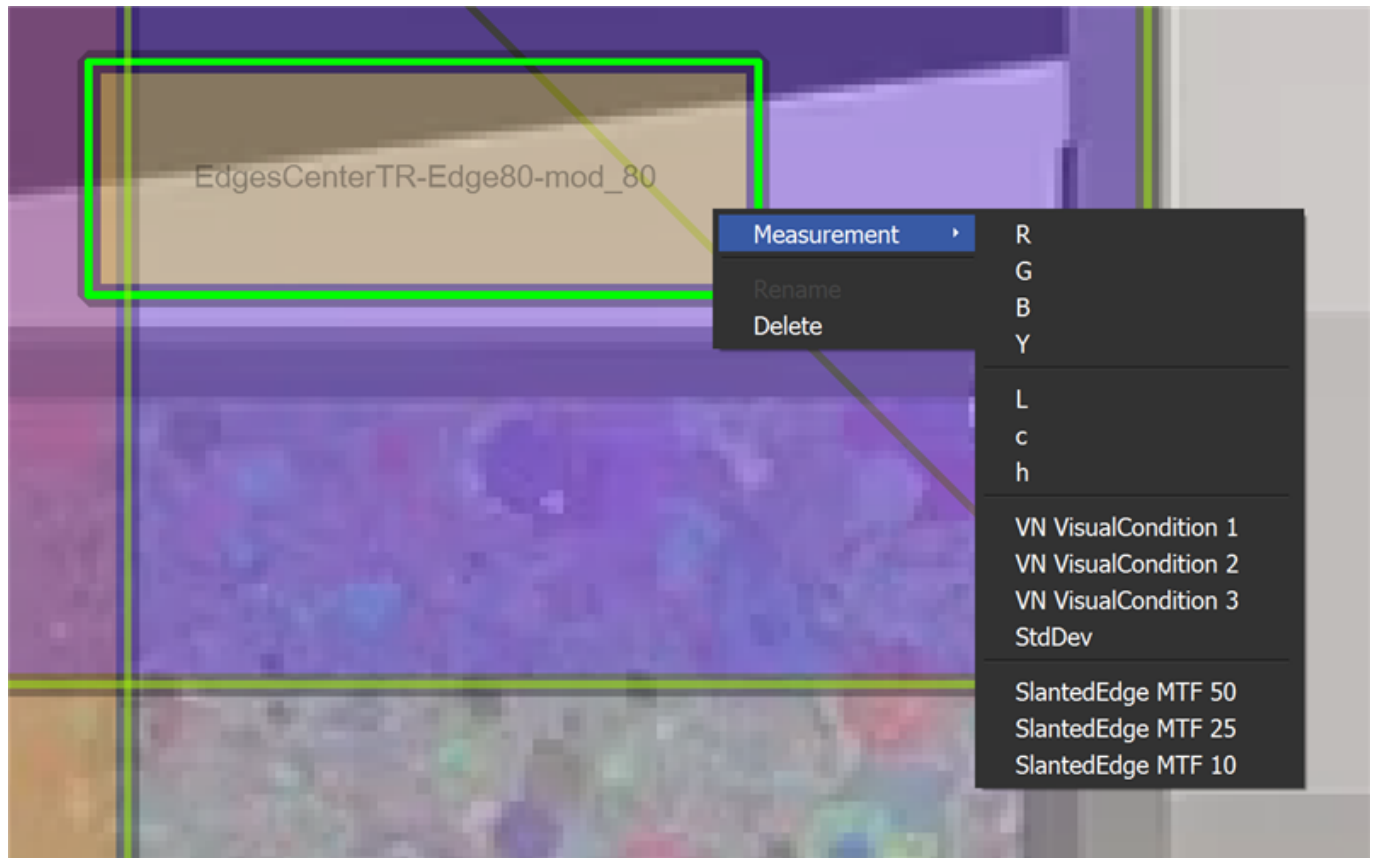 EdgesCenterTR-Edge80-mod_80
Measurement
Rename
Delete
R
G
B
Y
L
c
h
VN VisualCondition 1
VN VisualCondition 2
VN VisualCondition 3
StdDev
SlantedEdge MTF 50
SlantedEdge MTF 25
SlantedEdge MTF 10